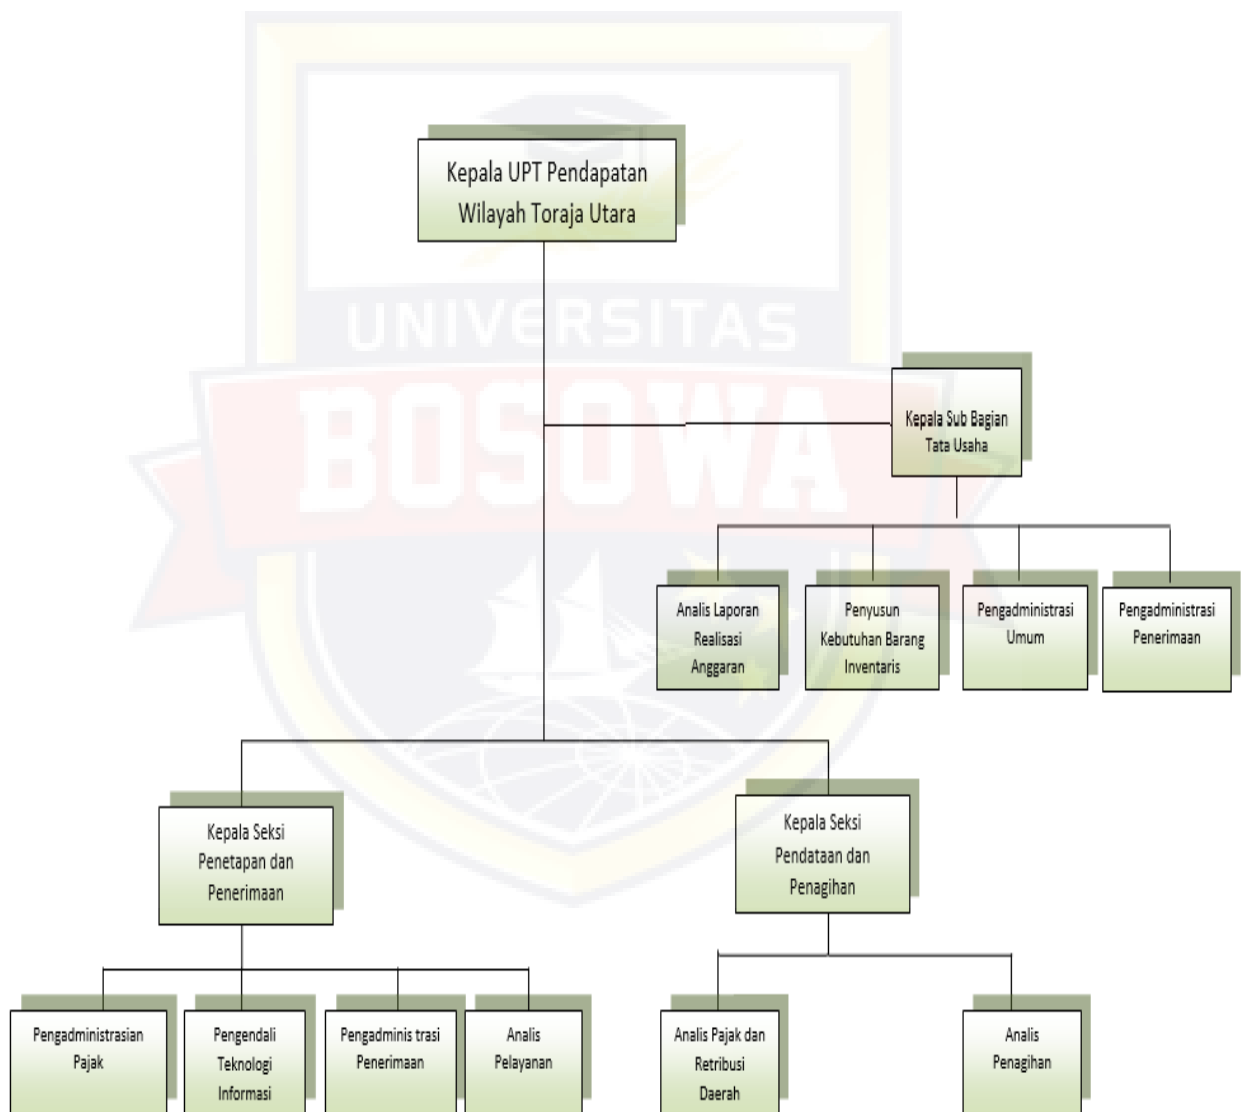 Kepala UPT Pendapatan
Wilayah Toraja Utara
UNIVERSITAS
BOSOWA
Kepala Sub Bagian
Tata Usaha
Analis Laporan
Realisasi
Anggaran
Penyusun
Kebutuhan Barang
Inventaris
Pengadministrasi
Umum
Pengadministrasi
Penerimaan
Kepala Seksi
Penetapan dan
Penerimaan
Kepala Seksi
Pendataan dan
Penagihan
Pengadministrasian
Pajak
Pengendali
Teknologi
Informasi
Pengadminis trasi
Penerimaan
Analis
Pelayanan
Analis Pajak dan
Retribusi
Daerah
Analis
Penagihan